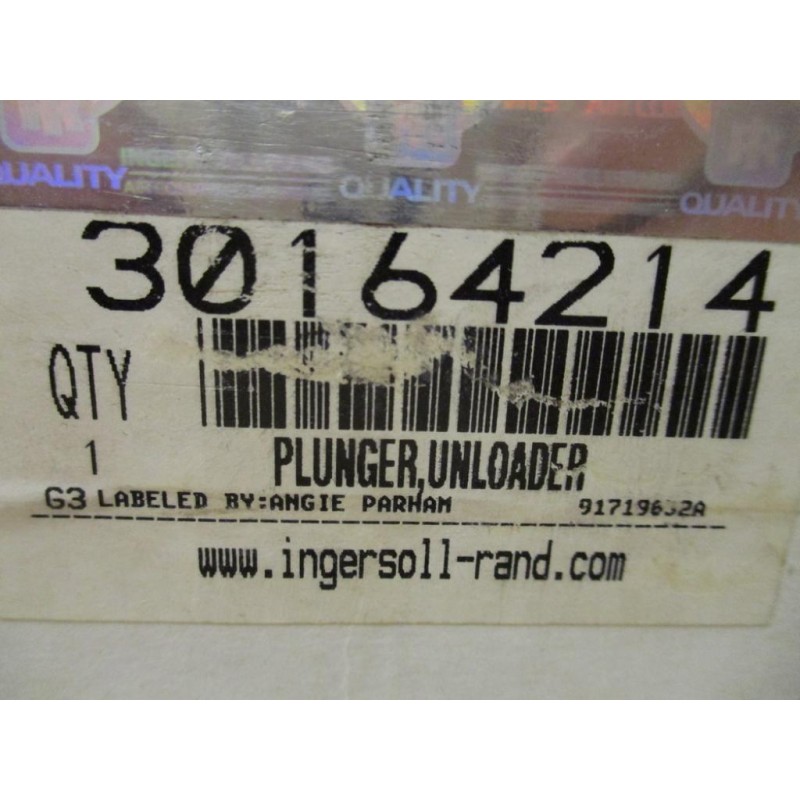 QUALITY QUALITY QUALITY
30164214
QTY
1 PLUNGER,UNLOADER
G3 LABELED BY:ANGIE PARHAM
www.ingersoll-rand.com